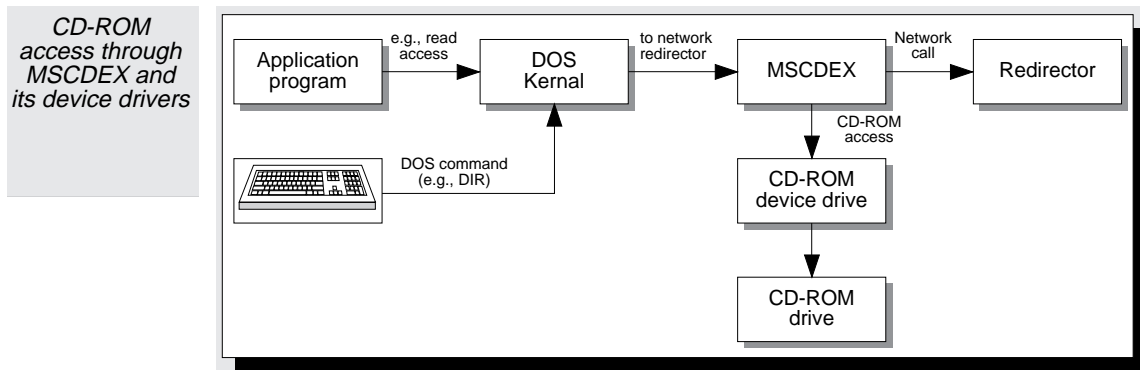 CD-ROM
access through
MSCDEX and
its device drivers
Application
program
e.g., read
access
DOS
Kernal
to network
redirector
MSCDEX
Network
call
Redirector
CD-ROM
access
DOS command
(e.g., DIR)
CD-ROM
device drive
CD-ROM
drive